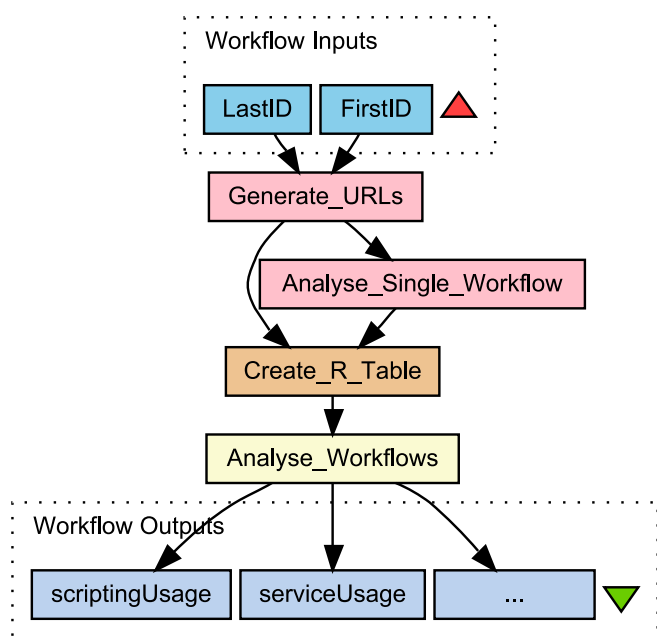 Workflow Inputs
LastID
FirstID
Generate_URLs
Analyse_Single_Workflow
Create_R_Table
Analyse_Workflows
Workflow Outputs
scriptingUsage
serviceUsage
...